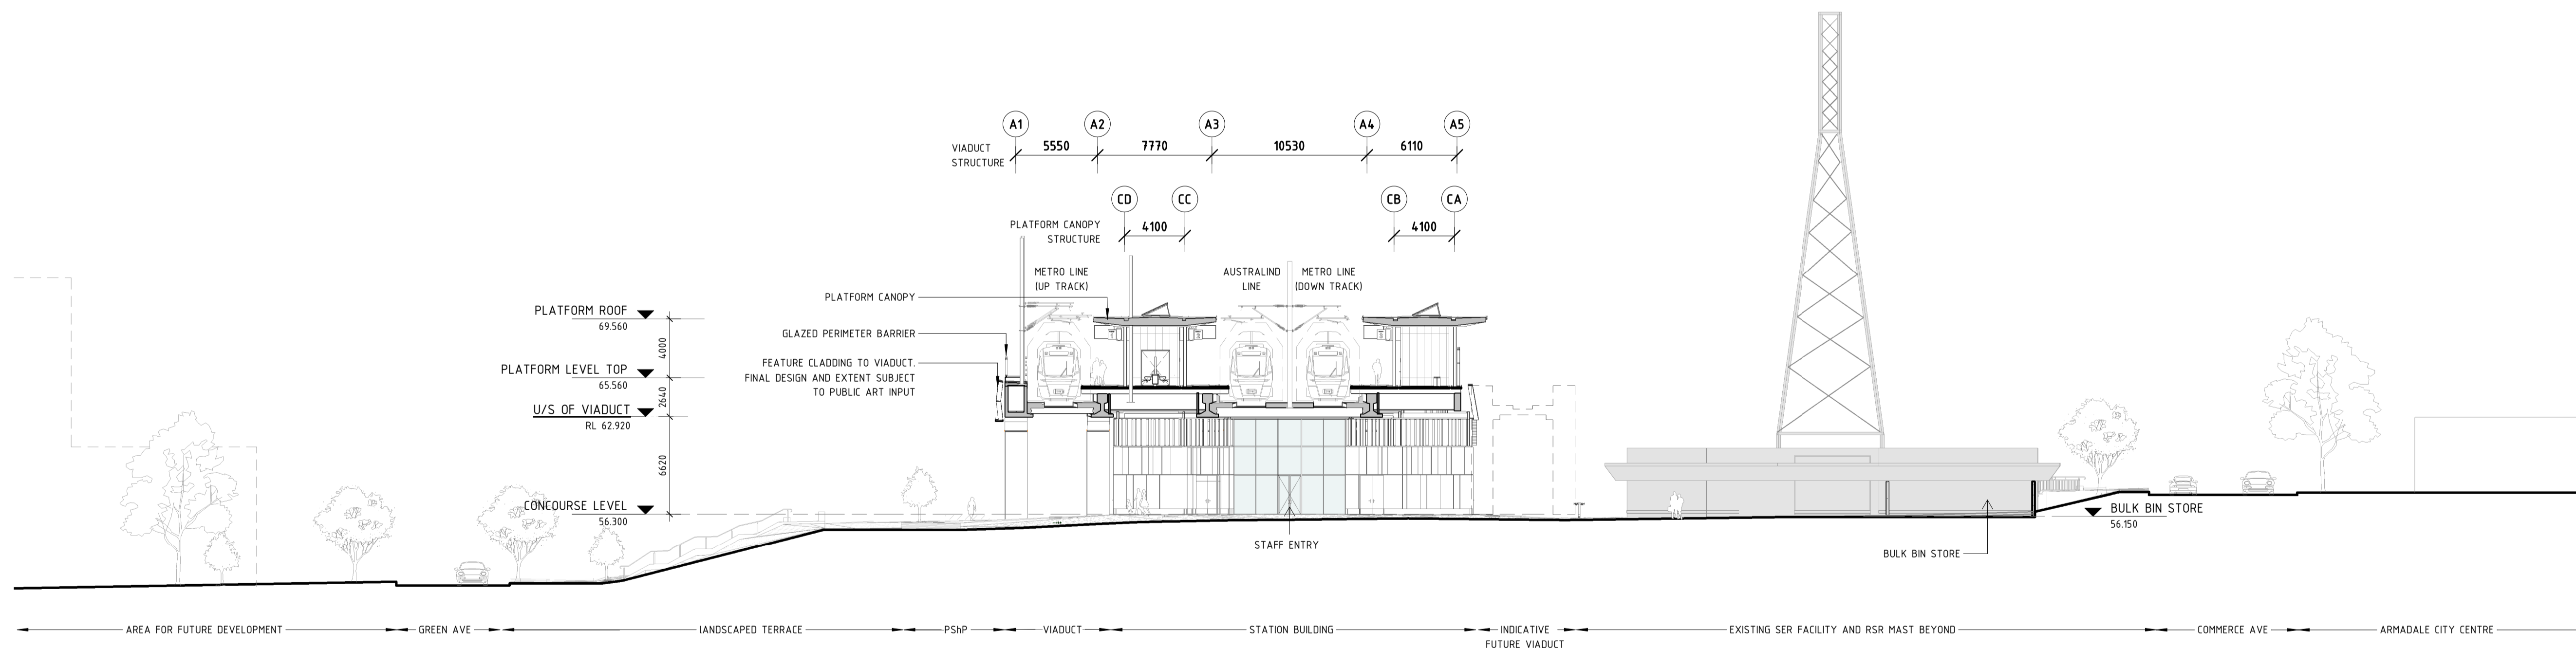 A1
A2
A3
A4
A5
VIADUCT
STRUCTURE
5550
7770
10530
6110
CD
CC
CB
CA
PLATFORM CANOPY
STRUCTURE
4100
4100
METRO LINE
(UP TRACK)
AUSTRALIND
LINE
METRO LINE
(DOWN TRACK)
PLATFORM CANOPY
GLAZED PERIMETER BARRIER
FEATURE CLADDING TO VIADUCT.
FINAL DESIGN AND EXTENT SUBJECT
TO PUBLIC ART INPUT
PLATFORM ROOF
69.560
4000
PLATFORM LEVEL TOP
65.560
2640
U/S OF VIADUCT
RL 62.920
6620
CONCOURSE LEVEL
56.300
STAFF ENTRY
BULK BIN STORE
BULK BIN STORE
56.150
AREA FOR FUTURE DEVELOPMENT
GREEN AVE
LANDSCAPED TERRACE
PShP
VIADUCT
STATION BUILDING
INDICATIVE
FUTURE VIADUCT
EXISTING SER FACILITY AND RSR MAST BEYOND
COMMERCE AVE
ARMADALE CITY CENTRE